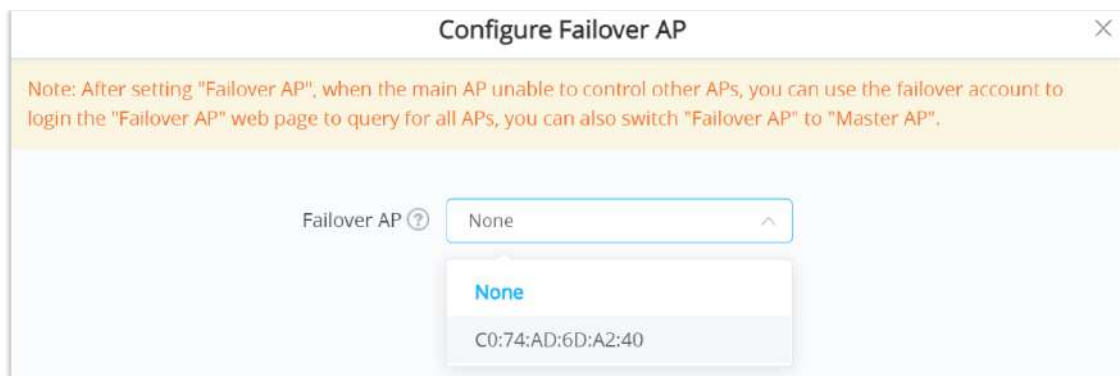 Configure Failover AP
Note: After setting "Failover AP", when the main AP unable to control other APs, you can use the failover account to
login the "Failover AP" web page to query for all APs, you can also switch "Failover AP" to "Master AP".
Failover AP ? None
None
C0:74:AD:6D:A2:40